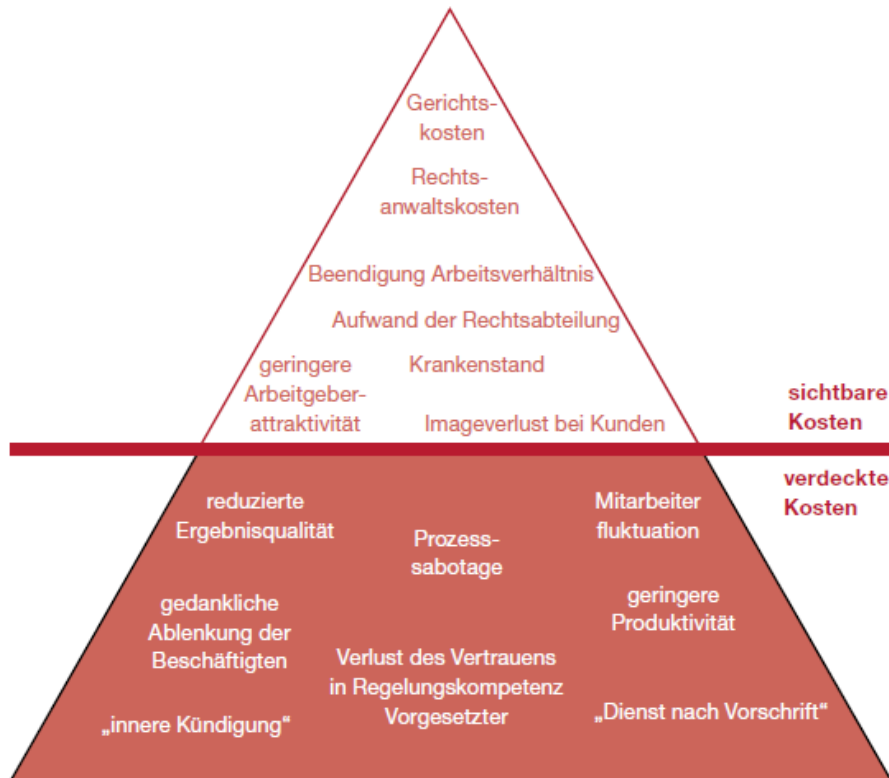 Gerichts-
kosten
Rechts-
anwaltskosten
Beendigung Arbeitsverhältnis
Aufwand der Rechtsabteilung
geringere
Arbeitgeber-
attraktivität
Krankenstand
Imageverlust bei Kunden
sichtbare
Kosten
verdeckte
Kosten
reduzierte
Ergebnisqualität
Prozess-
sabotage
Mitarbeiter
fluktuation
gedankliche
Ablenkung der
Beschäftigten
geringere
Produktivität
Verlust des Vertrauens
in Regelungskompetenz
Vorgesetzter
„innere Kündigung“
„Dienst nach Vorschrift“